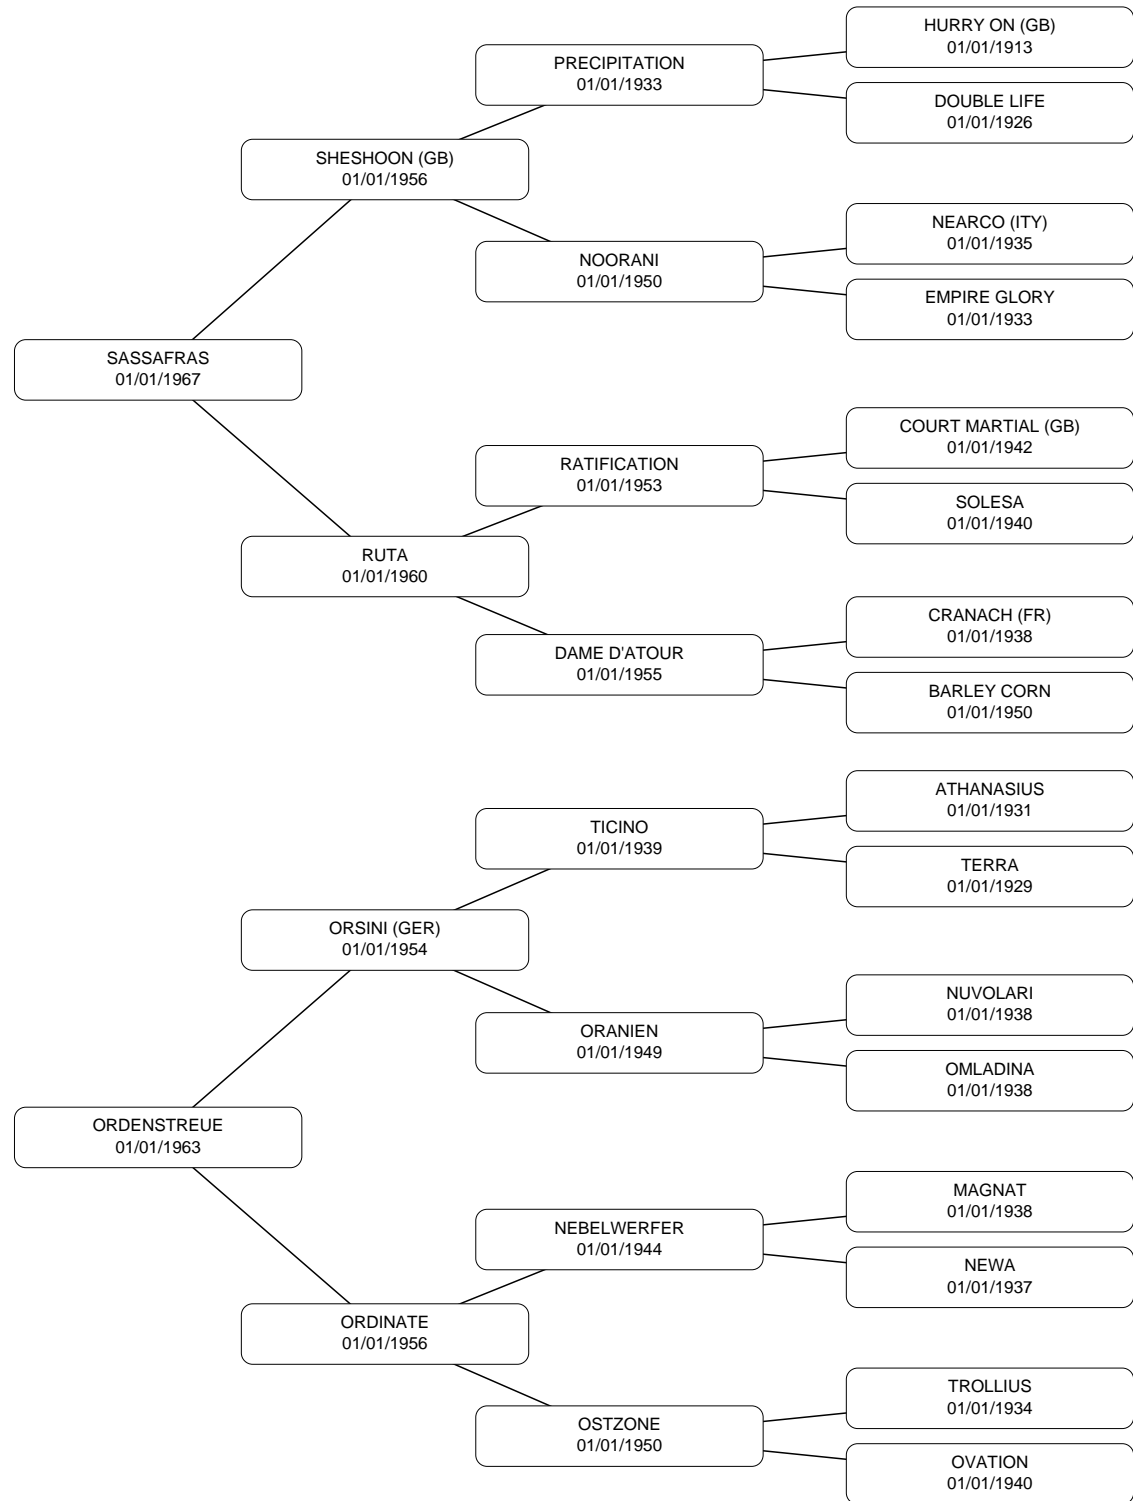 HURRY ON (GB)
01/01/1913
PRECIPITATION
01/01/1933
DOUBLE LIFE
01/01/1926
SHESHOON (GB)
01/01/1956
NEARCO (ITY)
01/01/1935
NOORANI
01/01/1950
EMPIRE GLORY
01/01/1933
SASSAFRAS
01/01/1967
COURT MARTIAL (GB)
01/01/1942
RATIFICATION
01/01/1953
SOLESA
01/01/1940
RUTA
01/01/1960
CRANACH (FR)
01/01/1938
DAME D'ATOUR
01/01/1955
BARLEY CORN
01/01/1950
ATHANASIUS
01/01/1931
TICINO
01/01/1939
TERRA
01/01/1929
ORSINI (GER)
01/01/1954
NUVOLARI
01/01/1938
ORANIEN
01/01/1949
OMLADINA
01/01/1938
ORDENSTREUE
01/01/1963
MAGNAT
01/01/1938
NEBELWERFER
01/01/1944
NEWA
01/01/1937
ORDINATE
01/01/1956
TROLLIUS
01/01/1934
OSTZONE
01/01/1950
OVATION
01/01/1940